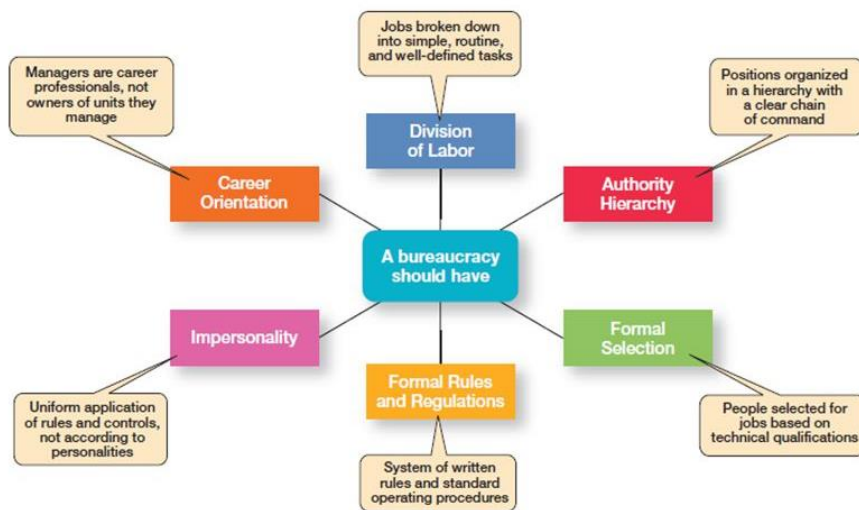 Jobs broken down
into simple, routine,
and well-defined tasks
Managers are career
professionals, not
owners of units they
manage
Positions organized
in a hierarchy with
a clear chain
of command
Division
of Labor
Career
Orientation
Authority
Hierarchy
A bureaucracy
should have
Impersonality
Formal
Selection
Formal Rules
and Regulations
Uniform application
of rules and controls,
not according to
personalities
People selected for
jobs based on
technical qualifications
System of written
rules and standard
operating procedures